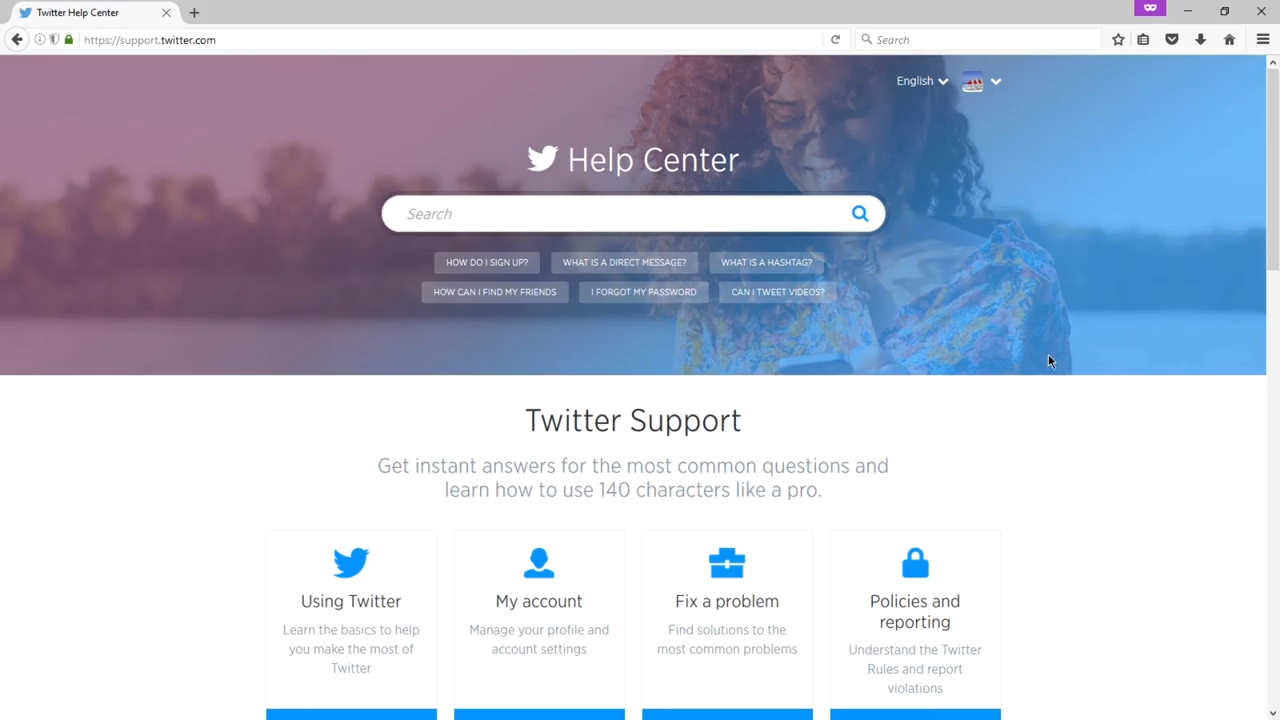 Twitter Help Center
https://support.twitter.com
Search
English
Help Center
Search
HOW DO I SIGN UP?
WHAT IS A DIRECT MESSAGE?
WHAT IS A HASHTAG?
HOW CAN I FIND MY FRIENDS
I FORGOT MY PASSWORD
CAN I TWEET VIDEOS?
Twitter Support
Get instant answers for the most common questions and
learn how to use 140 characters like a pro.
Using Twitter
Learn the basics to help
you make the most of
Twitter
My account
Manage your profile and
account settings
Fix a problem
Find solutions to the
most common problems
Policies and
reporting
Understand the Twitter
Rules and report
violations